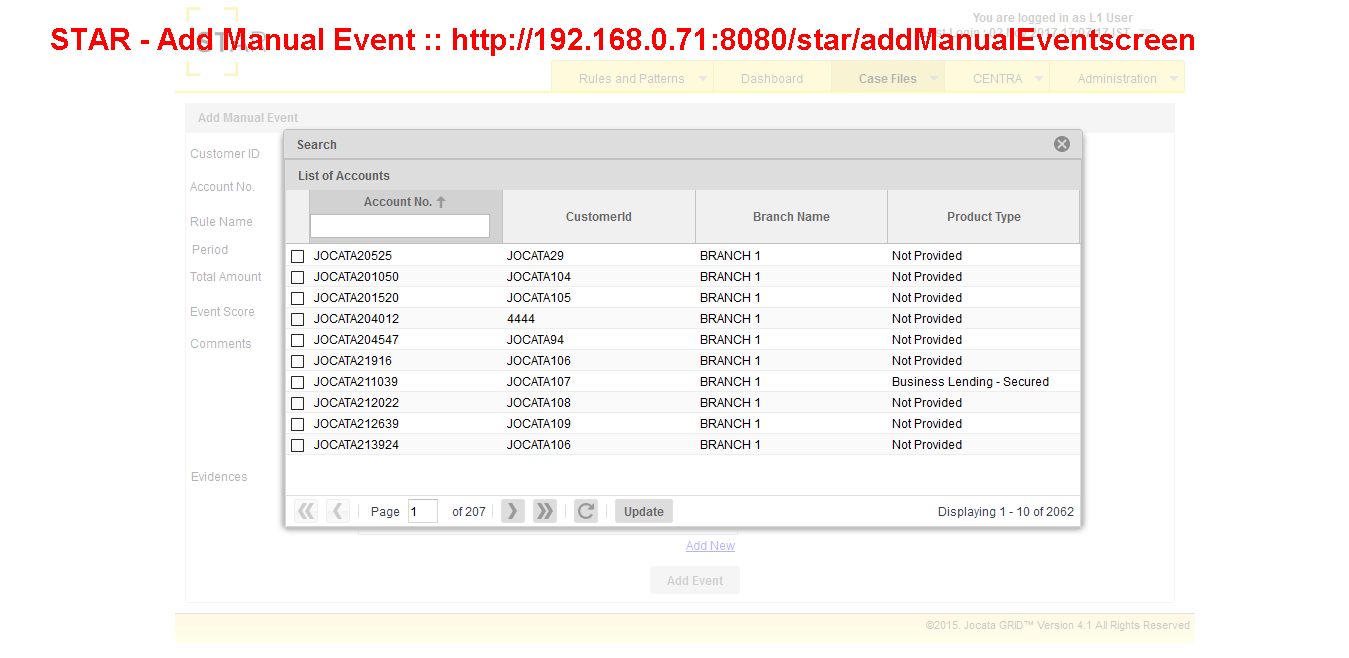 You are logged in as L1 User
STAR - Add Manual Event :: http://192.168.0.71:8080/star/addManualEventscreen
STAR
Rules and Patterns Dashboard Case Files CENTRA Administration
Add Manual Event
Customer ID
Account No.
Rule Name
Period
Total Amount
Event Score
Comments
Evidences
Search
List of Accounts
Account No. CustomerId Branch Name Product Type
JOCATA20525 JOCATA29 BRANCH 1 Not Provided
JOCATA201050 JOCATA104 BRANCH 1 Not Provided
JOCATA201520 JOCATA105 BRANCH 1 Not Provided
JOCATA204012 4444 BRANCH 1 Not Provided
JOCATA204547 JOCATA94 BRANCH 1 Not Provided
JOCATA21916 JOCATA106 BRANCH 1 Not Provided
JOCATA211039 JOCATA107 BRANCH 1 Business Lending - Secured
JOCATA212022 JOCATA108 BRANCH 1 Not Provided
JOCATA212639 JOCATA109 BRANCH 1 Not Provided
JOCATA213924 JOCATA106 BRANCH 1 Not Provided
Page 1 of 207 Update Displaying 1 - 10 of 2062
Add New
Add Event
©2015. Jocata GRID™ Version 4.1 All Rights Reserved